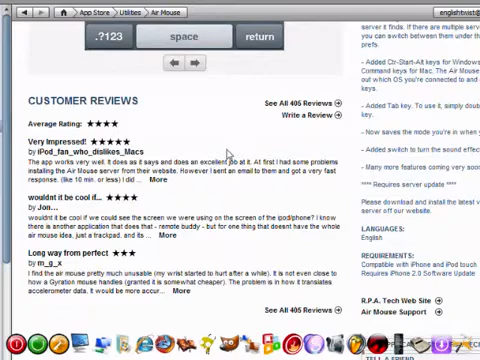 App Store
Utilities
Air Mouse
englishtwist@
.?123
space
return
CUSTOMER REVIEWS
See All 405 Reviews
Write a Review
Average Rating:
Very Impressed!
by iPod_fan_who_dislikes_Macs
The app works very well. It does as it says and does an excellent job at it. At first I had some problems
installing the Air Mouse server from their website. However I sent an email to them and got a very fast
response. (like 10 min. or less) I did ... More
wouldnt it be cool if...
by Jon...
wouldnt it be cool if we could see the screen we were using on the screen of the ipod/phone? I know
there is another application that does that - remote buddy - but for one thing that doesnt have the whole
air mouse idea, just a trackpad. and its ... More
Long way from perfect
by m_g_x
I find the air mouse pretty much unusable (my wrist started to hurt after a while). It is not even close to
how a Gyration mouse handles (granted it is somewhat cheaper). The problem is in how it translates
accelerometer data. It would be more accur... More
See All 405 Reviews
server it finds. If there are multiple server
you can switch between them under the
prefs.
- Added Ctr-Start-Alt keys for Windows
Command keys for Mac. The Air Mouse
out which OS you're connected to and
- Added Tab key. To use it, simply doub
for.
- Now saves the mode you're in when y
- Added switch to turn the sound effect
- Many more features coming very soon
**** Requires server update ****
Please download and install the latest v
server off our website.
LANGUAGES:
English
REQUIREMENTS:
Compatible with iPhone and iPod touch
Requires iPhone 2.0 Software Update
R.P.A. Tech Web Site
Air Mouse Support
TELL A FRIEND